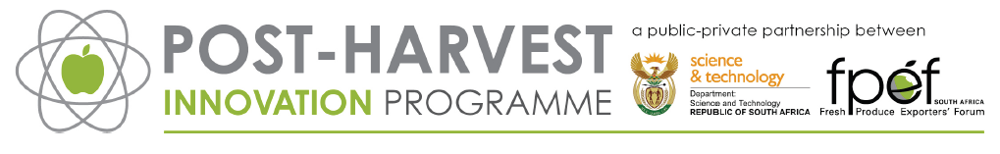 POST-HARVEST
INNOVATION PROGRAMME
a public-private partnership between
science
& technology
Department:
Science and Technology
REPUBLIC OF SOUTH AFRICA
fpéf
SOUTH AFRICA
Fresh Produce Exporters' Forum